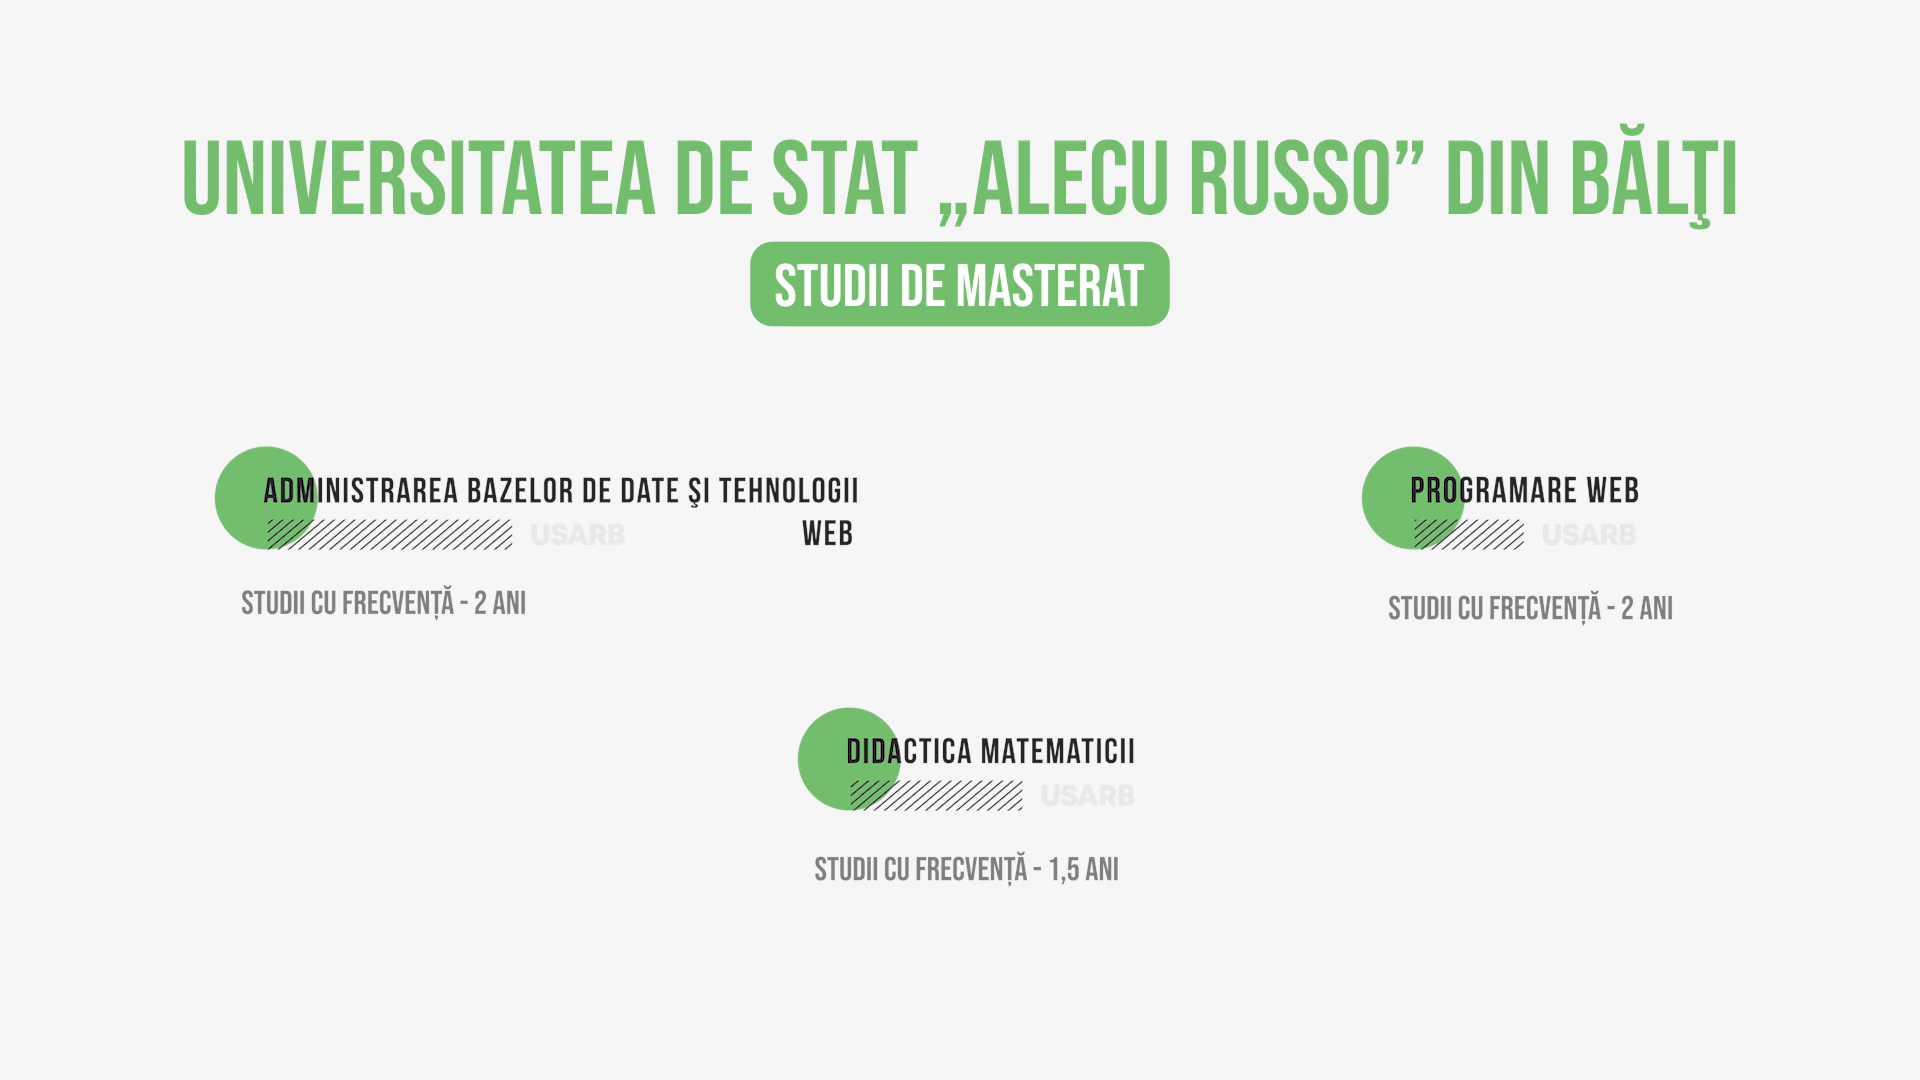 UNIVERSITATEA DE STAT „ALECU RUSSO” DIN BĂLŢI
STUDII DE MASTERAT
ADMINISTRAREA BAZELOR DE DATE ŞI TEHNOLOGII
WEB
USARB
STUDII CU FRECVENȚĂ - 2 ANI
PROGRAMARE WEB
USARB
STUDII CU FRECVENȚĂ - 2 ANI
DIDACTICA MATEMATICII
USARB
STUDII CU FRECVENȚĂ - 1,5 ANI